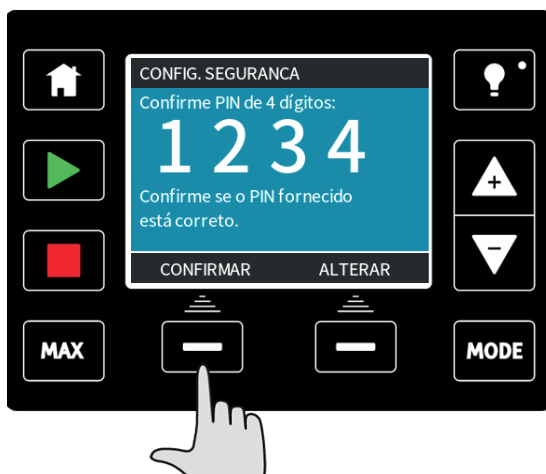 CONFIG. SEGURANCA
Confirme PIN de 4 dígitos:
1 2 3 4
Confirme se o PIN fornecido
está correto.
CONFIRMAR ALTERAR
+
−
MAX
MODE